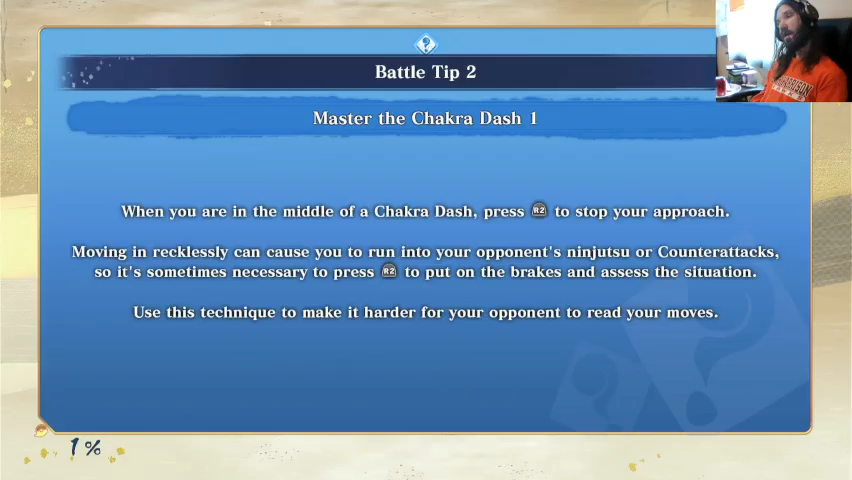 Battle Tip 2
Master the Chakra Dash 1
When you are in the middle of a Chakra Dash, press R2 to stop your approach.
Moving in recklessly can cause you to run into your opponent's ninjutsu or Counterattacks,
so it's sometimes necessary to press R2 to put on the brakes and assess the situation.
Use this technique to make it harder for your opponent to read your moves.
1%